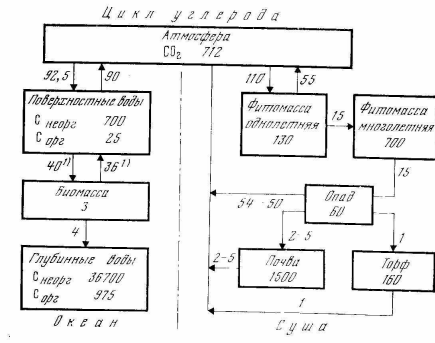 Цикл углерода
Атмосфера
CO₂ 712
92,5
90
110
55
Поверхностные воды
С неорг 700
С орг 25
Фитомасса
однолетняя
130
15
Фитомасса
многолетняя
700
40¹⁾
36¹⁾
15
Биомасса
3
54-50
Опад
60
4
2-5
1
Глубинные воды
С неорг 36700
С орг 975
2-5
Почва
1500
Торф
160
1
Океан
Суша